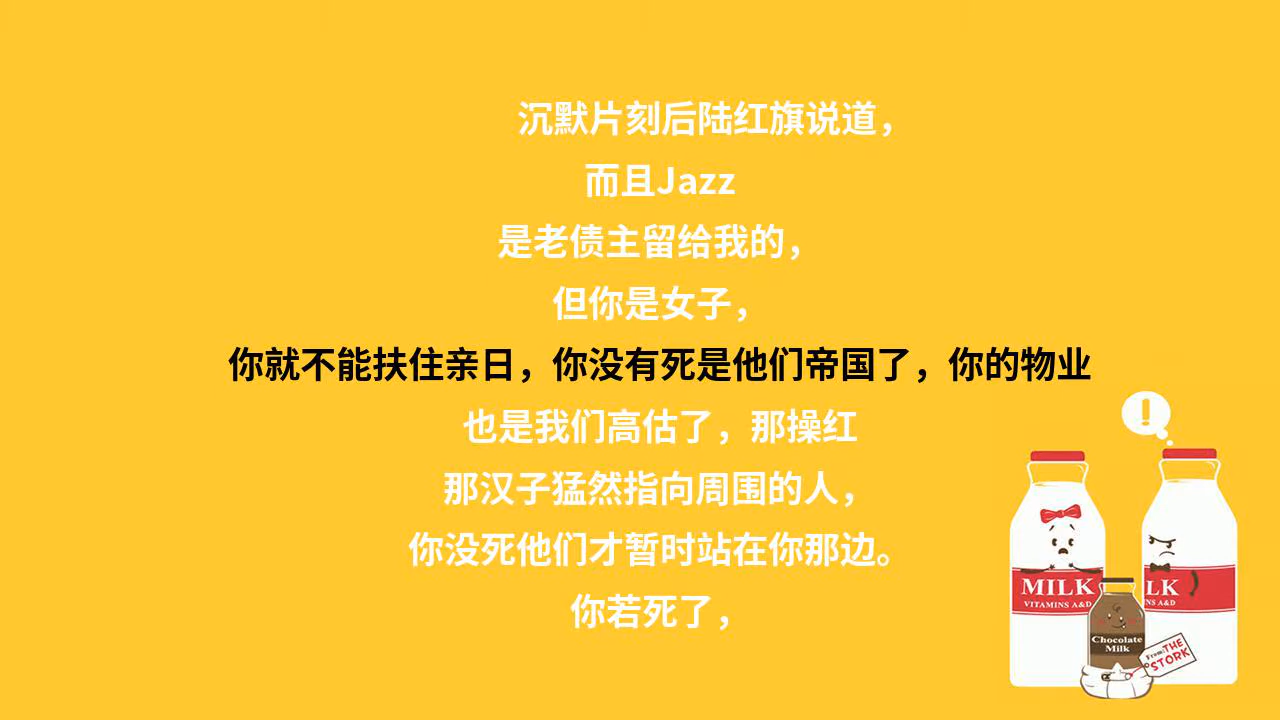 沉默片刻后陆红旗说道，
而且Jazz
是老债主留给我的，
但你是女子，
你就不能扶住亲日，你没有死是他们帝国了，你的物业
也是我们高估了，那操红
那汉子猛然指向周围的人，
你没死他们才暂时站在你那边。
你若死了，
!
MILK
VITAMINS A&D
LK
NS A&D
Chocolate
Milk
From: THE
STORK